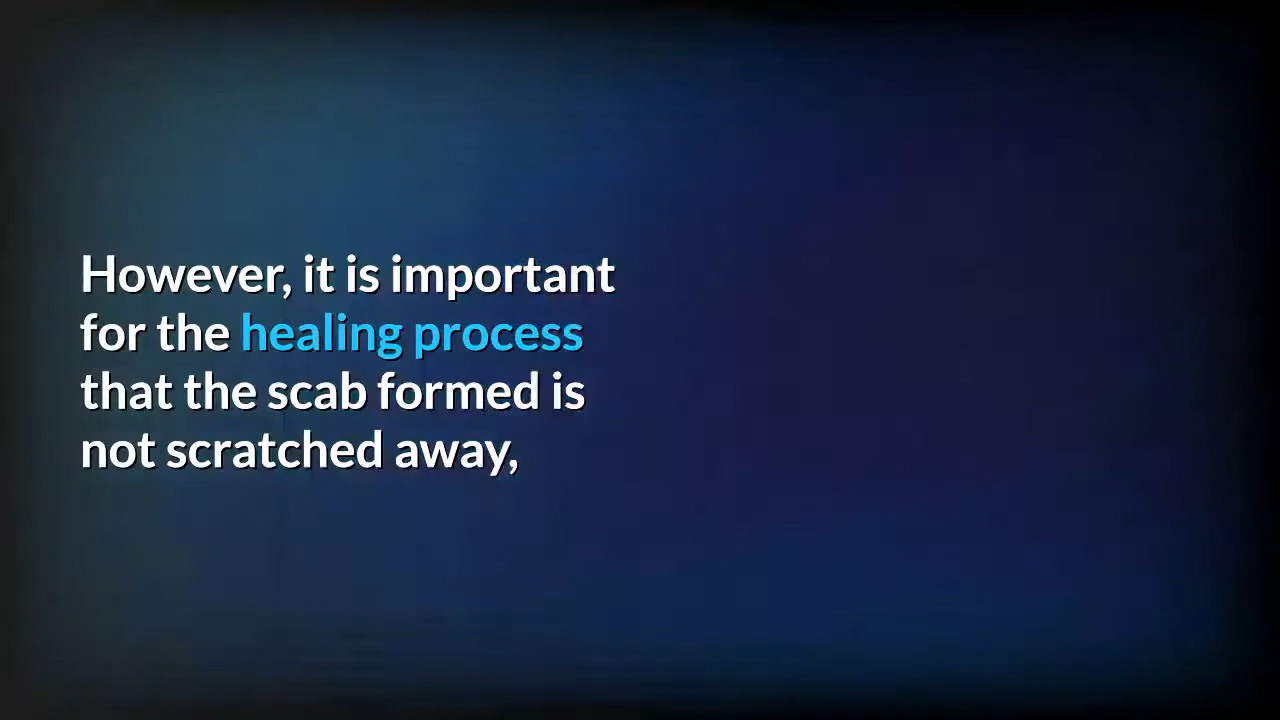 However, it is important
for the healing process
that the scab formed is
not scratched away,